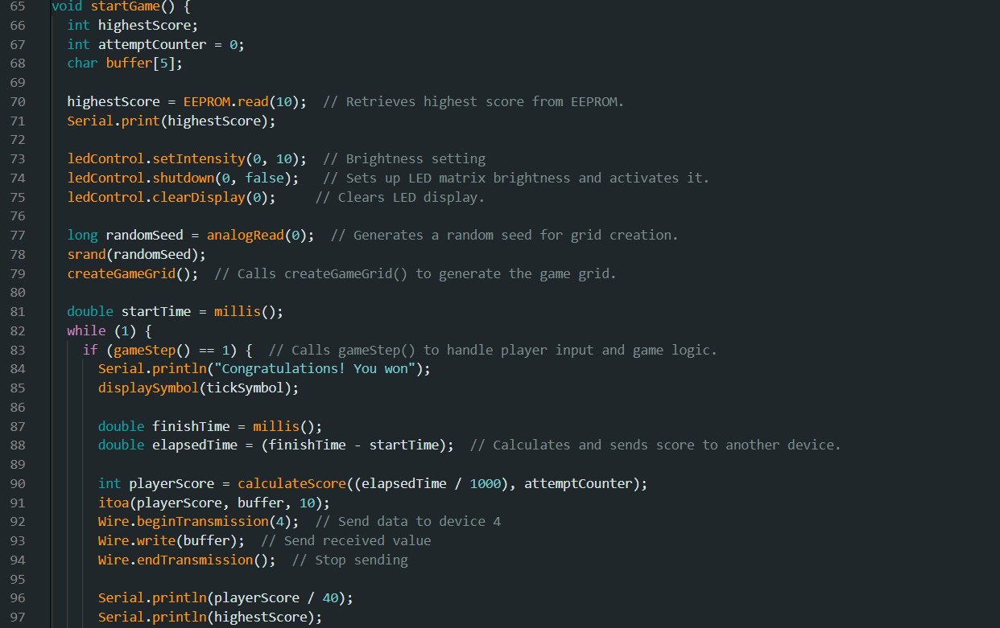 65 void startGame() {
66 int highestScore;
67 int attemptCounter = 0;
68 char buffer[5];
69
70 highestScore = EEPROM.read(10);  // Retrieves highest score from EEPROM.
71 Serial.print(highestScore);
72
73 ledControl.setIntensity(0, 10);  // Brightness setting
74 ledControl.shutdown(0, false);   // Sets up LED matrix brightness and activates it.
75 ledControl.clearDisplay(0);     // Clears LED display.
76
77 long randomSeed = analogRead(0);  // Generates a random seed for grid creation.
78 srand(randomSeed);
79 createGameGrid();  // Calls createGameGrid() to generate the game grid.
80
81 double startTime = millis();
82 while (1) {
83 if (gameStep() == 1) {  // Calls gameStep() to handle player input and game logic.
84 Serial.println("Congratulations! You won");
85 displaySymbol(tickSymbol);
86
87 double finishTime = millis();
88 double elapsedTime = (finishTime - startTime);  // Calculates and sends score to another device.
89
90 int playerScore = calculateScore((elapsedTime / 1000), attemptCounter);
91 itoa(playerScore, buffer, 10);
92 Wire.beginTransmission(4);  // Send data to device 4
93 Wire.write(buffer);  // Send received value
94 Wire.endTransmission();  // Stop sending
95
96 Serial.println(playerScore / 40);
97 Serial.println(highestScore);